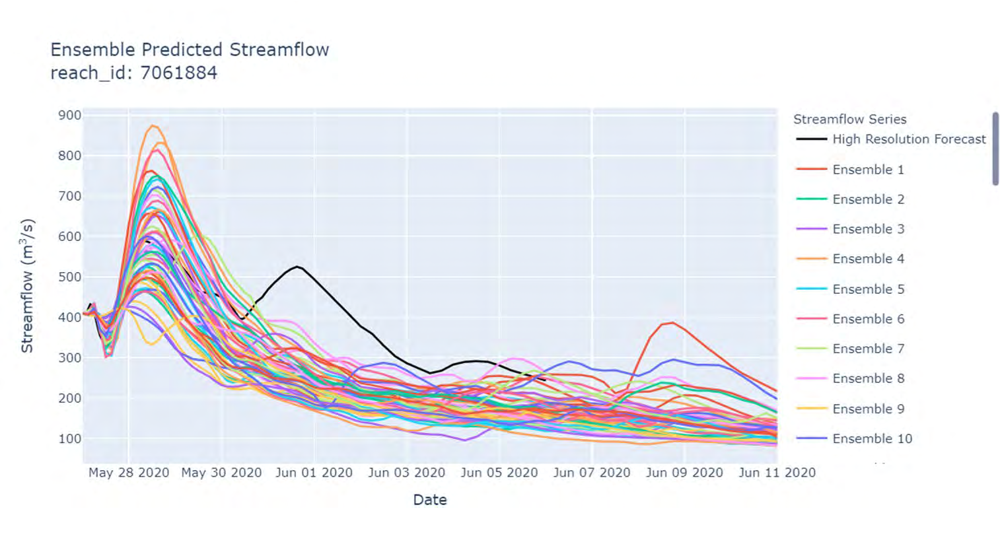 Ensemble Predicted Streamflow
reach_id: 7061884
900
800
700
600
500
400
300
200
100
Streamflow (m³/s)
May 28 2020
May 30 2020
Jun 01 2020
Jun 03 2020
Jun 05 2020
Jun 07 2020
Jun 09 2020
Jun 11 2020
Date
Streamflow Series
High Resolution Forecast
Ensemble 1
Ensemble 2
Ensemble 3
Ensemble 4
Ensemble 5
Ensemble 6
Ensemble 7
Ensemble 8
Ensemble 9
Ensemble 10